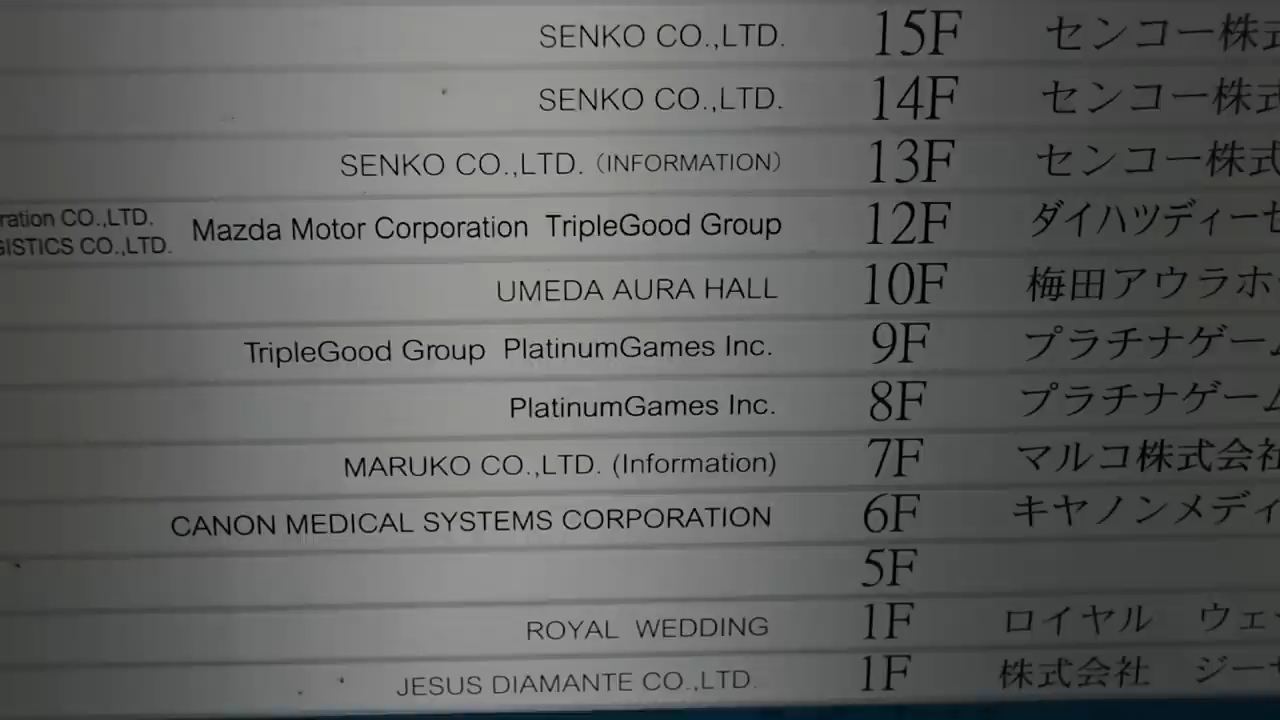 SENKO CO.,LTD. 15F センコー株式
SENKO CO.,LTD. 14F センコー株式
SENKO CO.,LTD. (INFORMATION) 13F センコー株式
ration CO.,LTD. Mazda Motor Corporation TripleGood Group 12F ダイハツディーゼ
GISTICS CO.,LTD.
UMEDA AURA HALL 10F 梅田アウラホ
TripleGood Group PlatinumGames Inc. 9F プラチナゲーム
PlatinumGames Inc. 8F プラチナゲーム
MARUKO CO.,LTD. (Information) 7F マルコ株式会社
CANON MEDICAL SYSTEMS CORPORATION 6F キヤノンメディ
5F
ROYAL WEDDING 1F ロイヤル ウェ
JESUS DIAMANTE CO.,LTD. 1F 株式会社 ジー